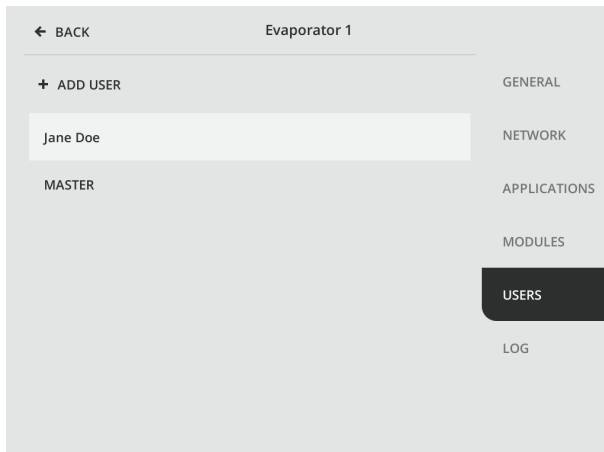 BACK
Evaporator 1
ADD USER
Jane Doe
MASTER
GENERAL
NETWORK
APPLICATIONS
MODULES
USERS
LOG